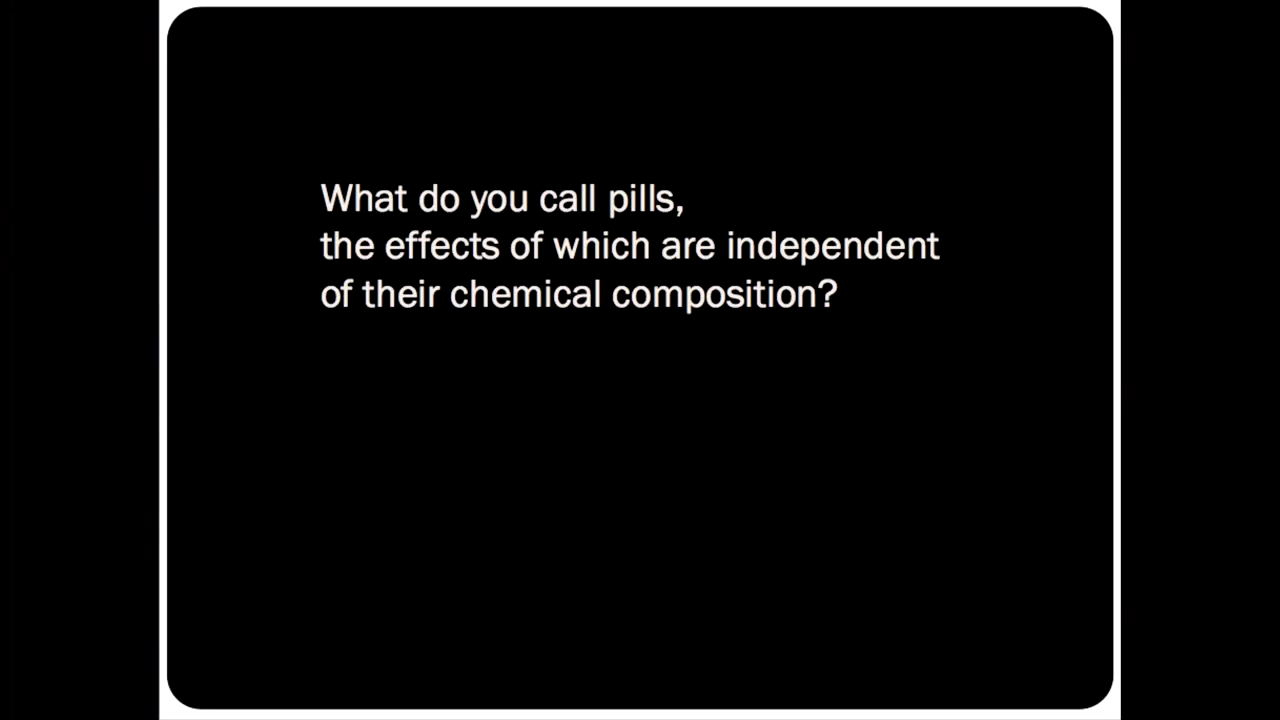 What do you call pills,
the effects of which are independent
of their chemical composition?